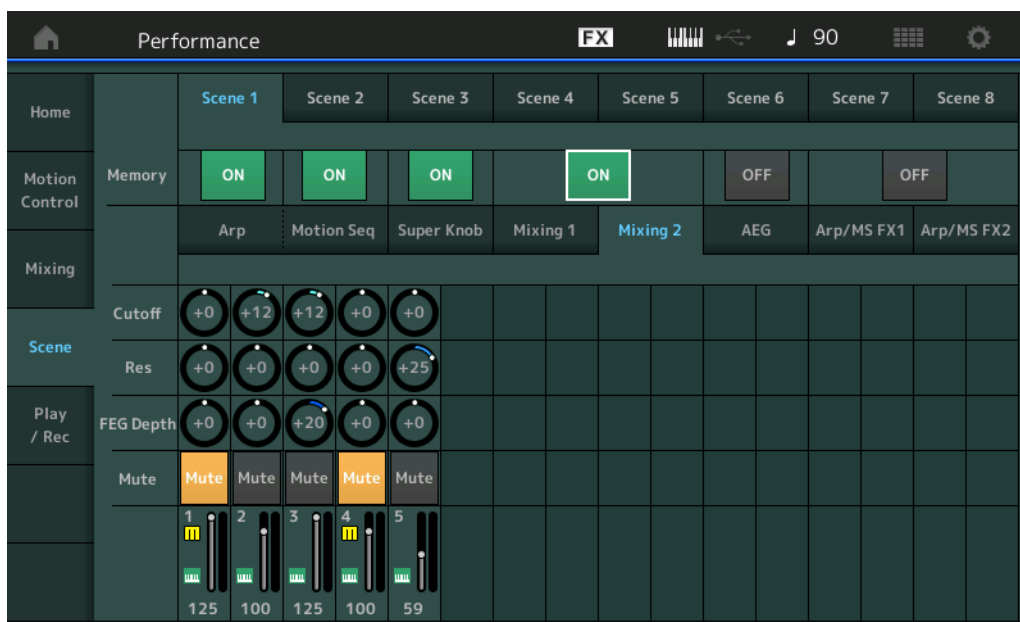 Performance FX ♩ 90
Home
Scene 1 Scene 2 Scene 3 Scene 4 Scene 5 Scene 6 Scene 7 Scene 8
Motion
Control
Memory ON ON ON ON OFF OFF
Arp Motion Seq Super Knob Mixing 1 Mixing 2 AEG Arp/MS FX1 Arp/MS FX2
Mixing
Cutoff +0 +12 +12 +0 +0
Scene
Res +0 +0 +0 +0 +25
Play
/ Rec
FEG Depth +0 +0 +20 +0 +0
Mute Mute Mute Mute Mute Mute
1 2 3 4 5
125 100 125 100 59